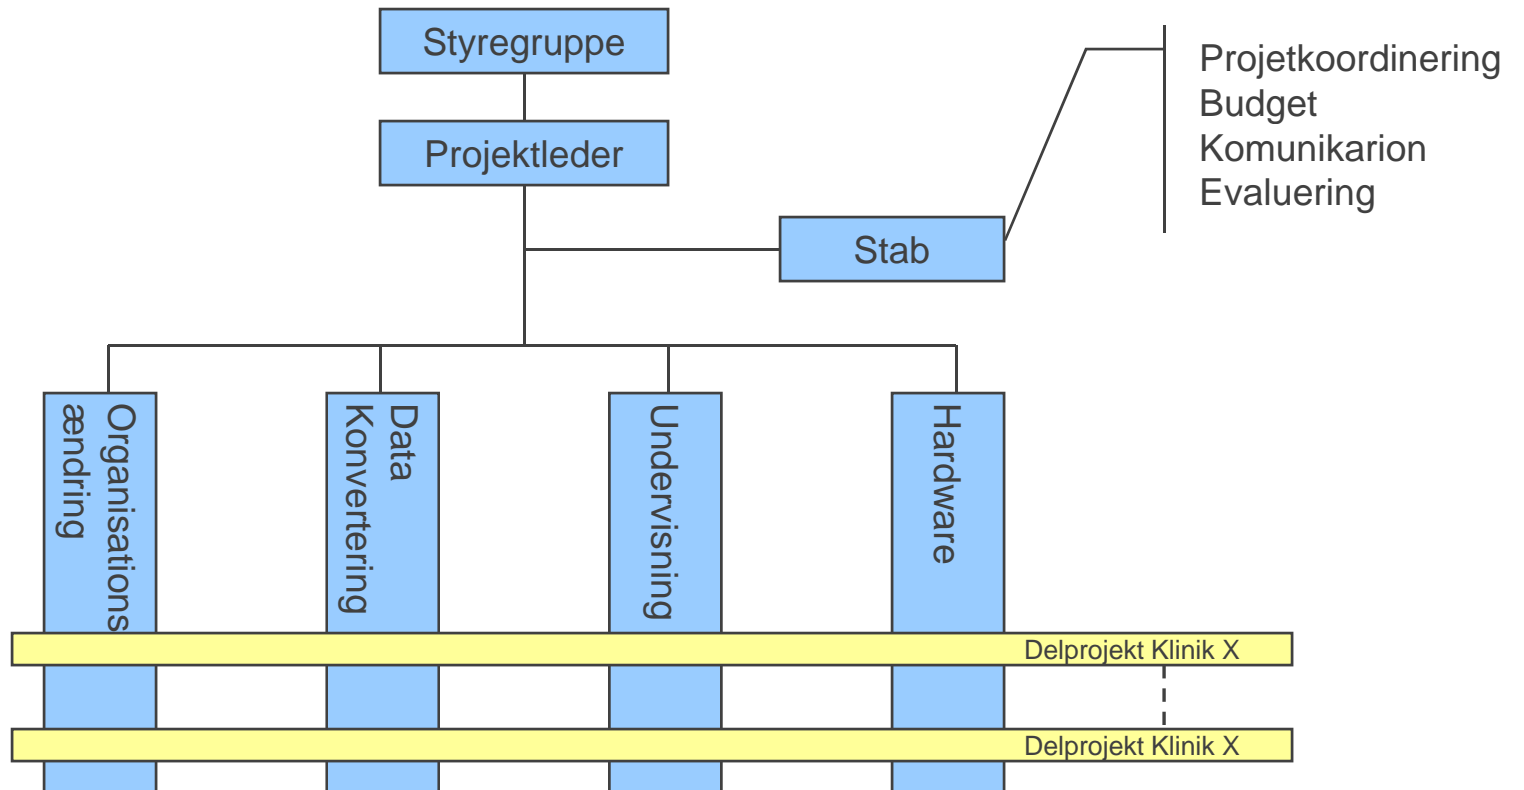 Styregruppe
Projektleder
Stab
Projetkoordinering
Budget
Komunikarion
Evaluering
Organisations
ændring
Data
Konvertering
Undervisning
Hardware
Delprojekt Klinik X
Delprojekt Klinik X